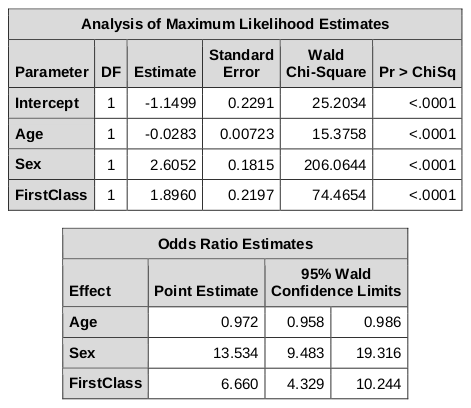 Analysis of Maximum Likelihood Estimates
Parameter DF Estimate Standard Error Wald Chi-Square Pr > ChiSq
Intercept 1 -1.1499 0.2291 25.2034 <.0001
Age 1 -0.0283 0.00723 15.3758 <.0001
Sex 1 2.6052 0.1815 206.0644 <.0001
FirstClass 1 1.8960 0.2197 74.4654 <.0001
Odds Ratio Estimates
Effect Point Estimate 95% Wald Confidence Limits
Age 0.972 0.958 0.986
Sex 13.534 9.483 19.316
FirstClass 6.660 4.329 10.244